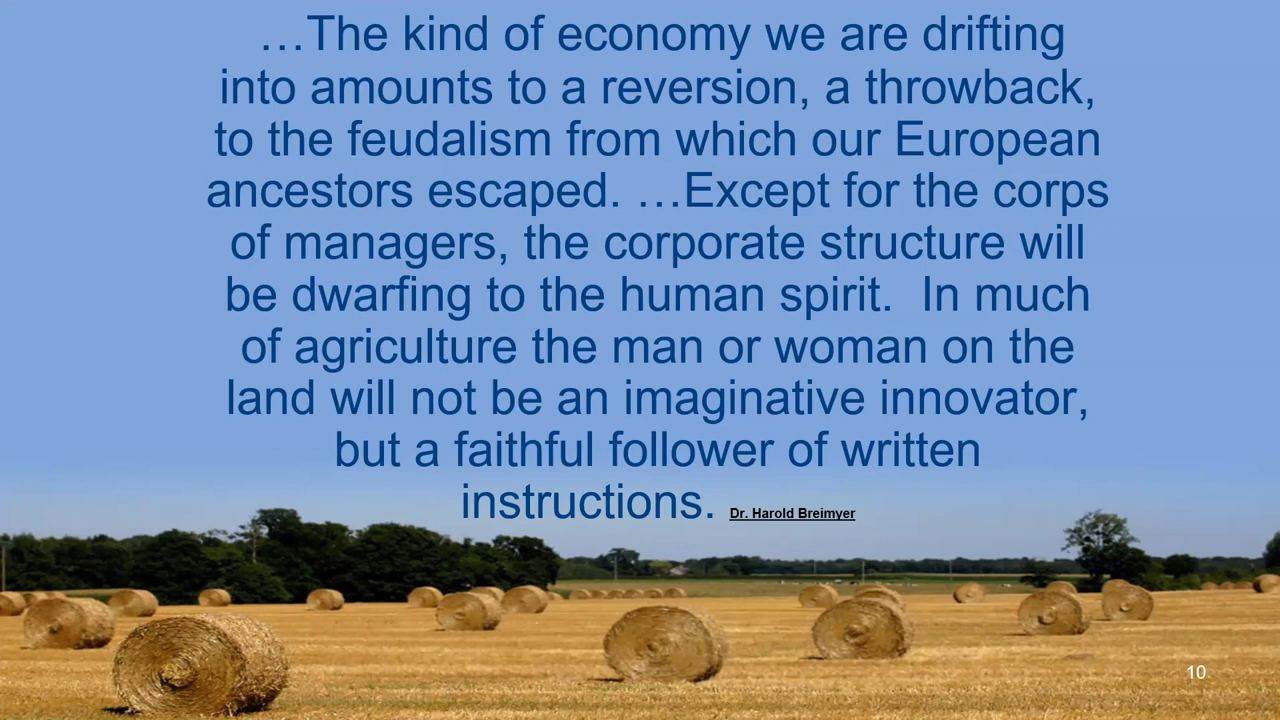 …The kind of economy we are drifting
into amounts to a reversion, a throwback,
to the feudalism from which our European
ancestors escaped. …Except for the corps
of managers, the corporate structure will
be dwarfing to the human spirit.  In much
of agriculture the man or woman on the
land will not be an imaginative innovator,
but a faithful follower of written
instructions. Dr. Harold Breimyer
10